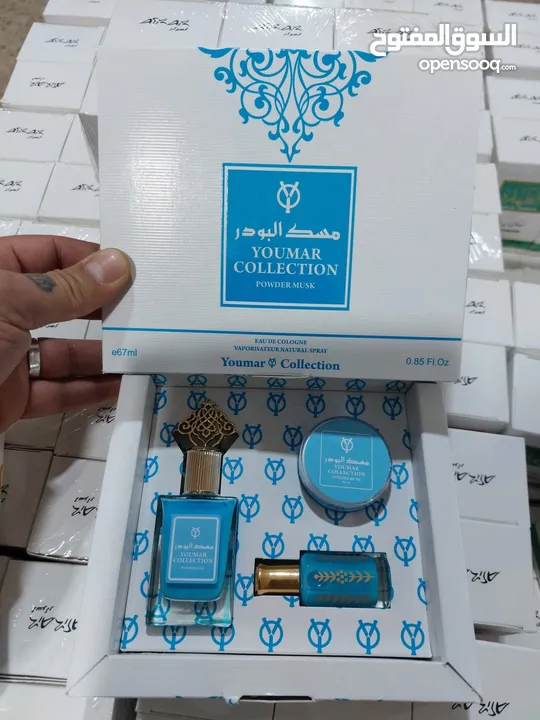 السوق المفتوح
opensooq.com
مسك البودر
YOUMAR
COLLECTION
POWDER MUSK
EAU DE COLOGNE
VAPORISATEUR NATURAL SPRAY
e67ml
Youmar Collection
0.85 Fl.Oz
مسك البودر
YOUMAR
COLLECTION
POWDER MUSK
مسك البودر
YOUMAR
COLLECTION